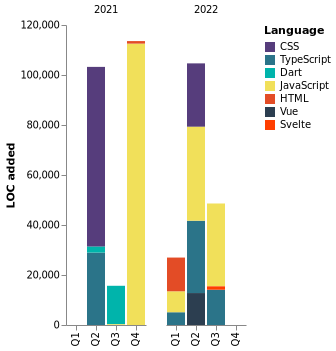 2021
2022
LOC added
120,000
100,000
80,000
60,000
40,000
20,000
0
Q1
Q2
Q3
Q4
Q1
Q2
Q3
Q4
Language
CSS
TypeScript
Dart
JavaScript
HTML
Vue
Svelte